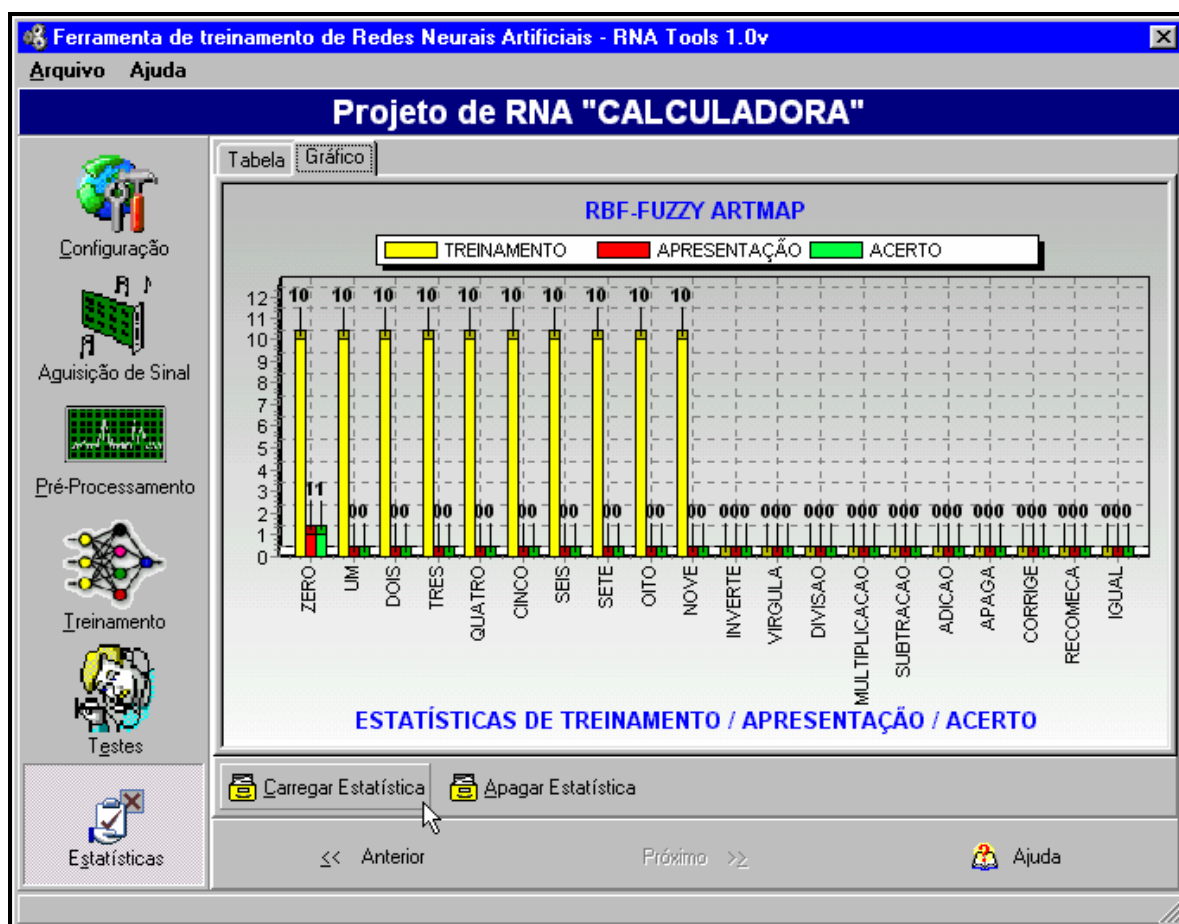 Ferramenta de treinamento de Redes Neurais Artificiais - RNA Tools 1.0v
Arquivo Ajuda
Projeto de RNA "CALCULADORA"
Configuração
Aquisição de Sinal
Pré-Processamento
Treinamento
Testes
Estatísticas
Tabela Gráfico
RBF-FUZZY ARTMAP
TREINAMENTO APRESENTAÇÃO ACERTO
12
11
10
9
8
7
6
5
4
3
2
1
0
10 10 10 10 10 10 10 10 10 10
11
00 00 00 00 00 00 00 00 00 000 000 000 000 000 000 000 000 000 000
ZERO
UM
DOIS
TRES
QUATRO
CINCO
SEIS
SETE
OITO
NOVE
INVERTE
VIRGULA
DIVISAO
MULTIPLICACAO
SUBTRACAO
ADICAO
APAGA
CORRIGE
RECOMECA
IGUAL
ESTATÍSTICAS DE TREINAMENTO / APRESENTAÇÃO / ACERTO
Carregar Estatística Apagar Estatística
<< Anterior Próximo >> Ajuda